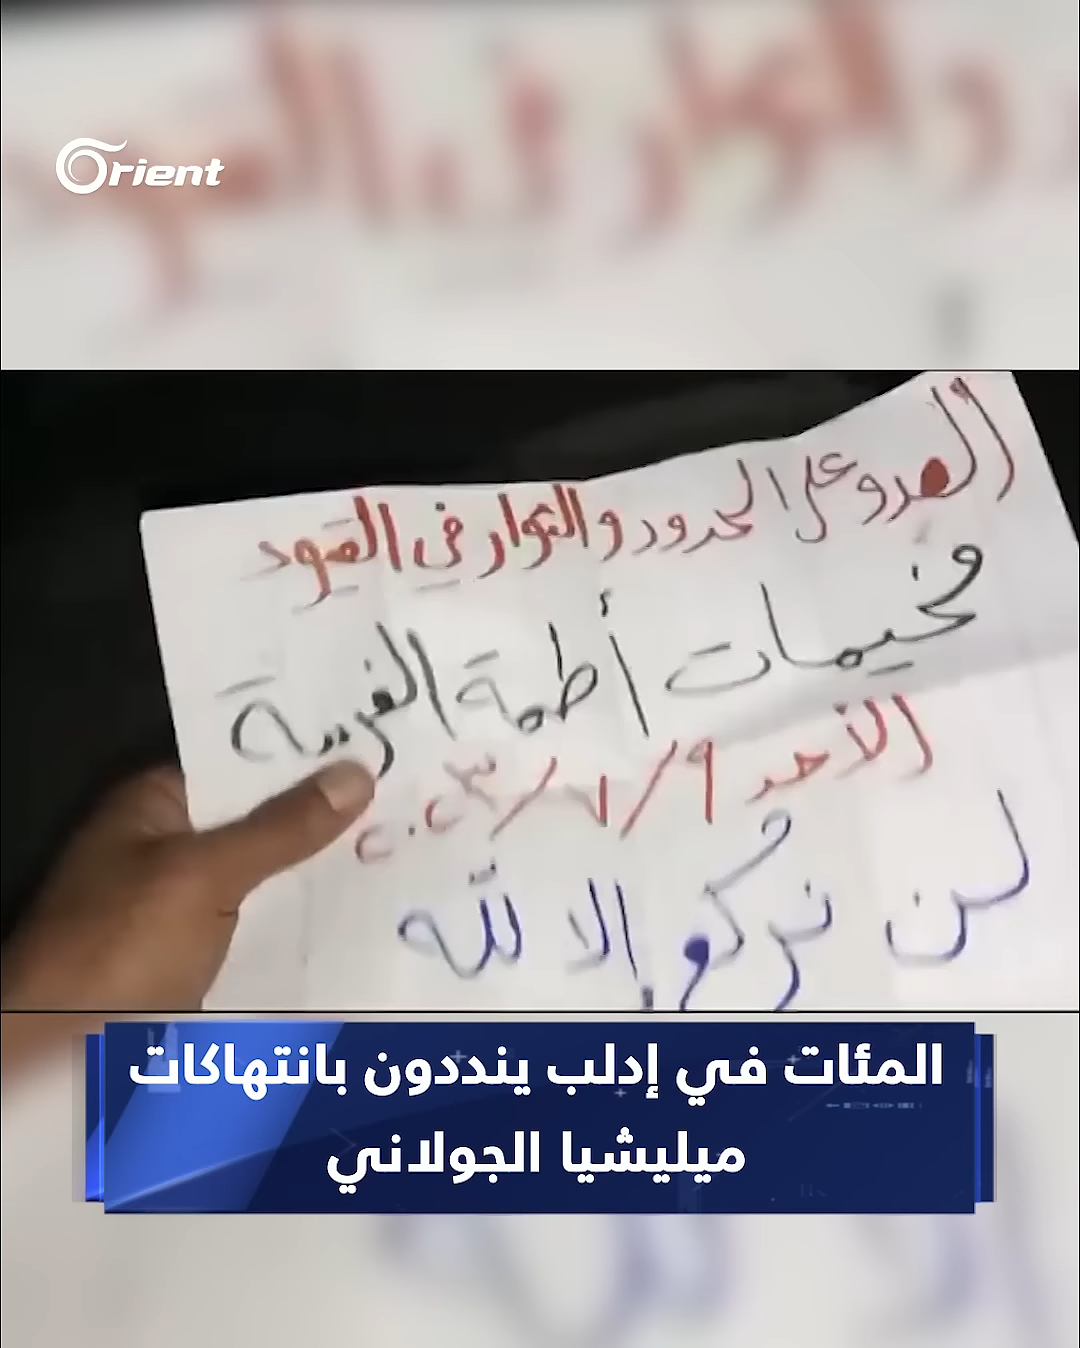 Orient
العدو على الحدود والثوار في القيود
مخيمات أطمة الغربية
الأحد ٩/٧/٢٠٢٣
لن نركع إلا لله
المئات في إدلب ينددون بانتهاكات
ميليشيا الجولاني